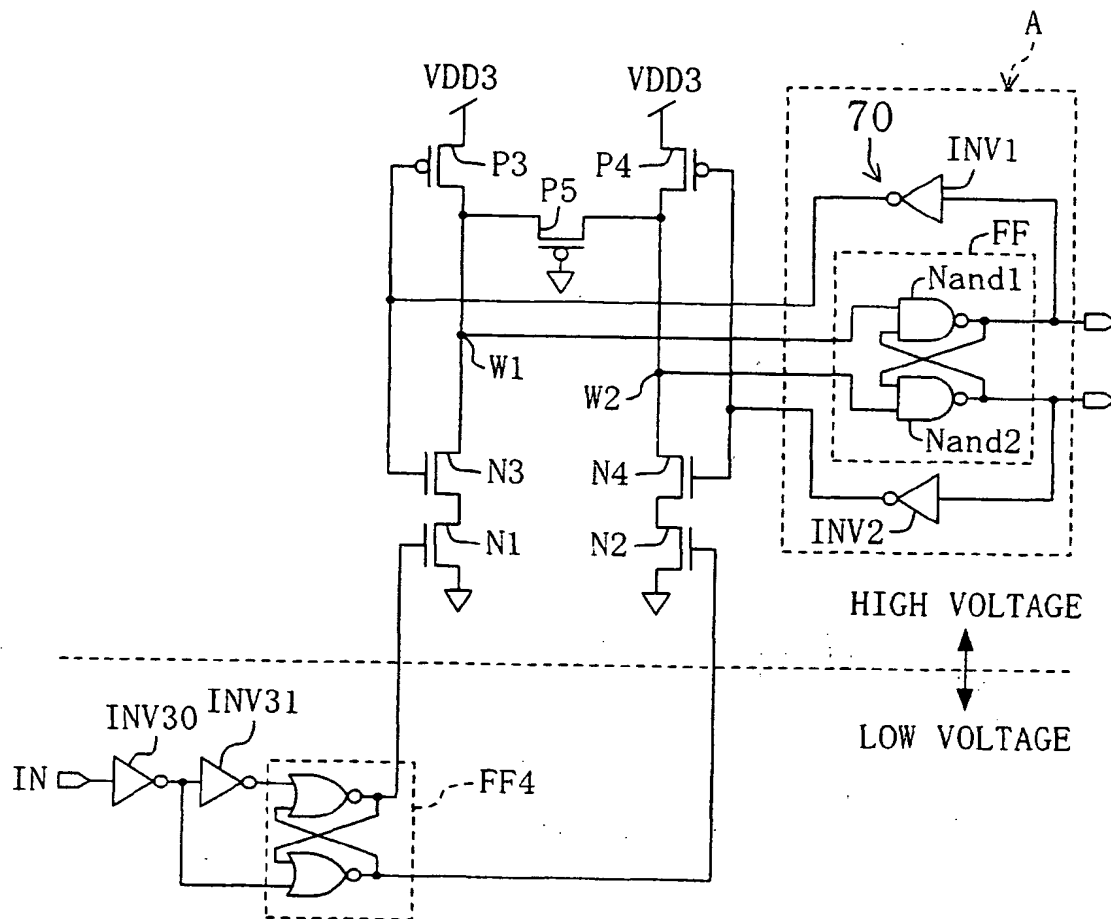 A
VDD3
VDD3
70
INV1
P3
P4
P5
FF
Nand1
W1
W2
Nand2
N3
N4
INV2
N1
N2
HIGH VOLTAGE
LOW VOLTAGE
INV30
INV31
IN
FF4